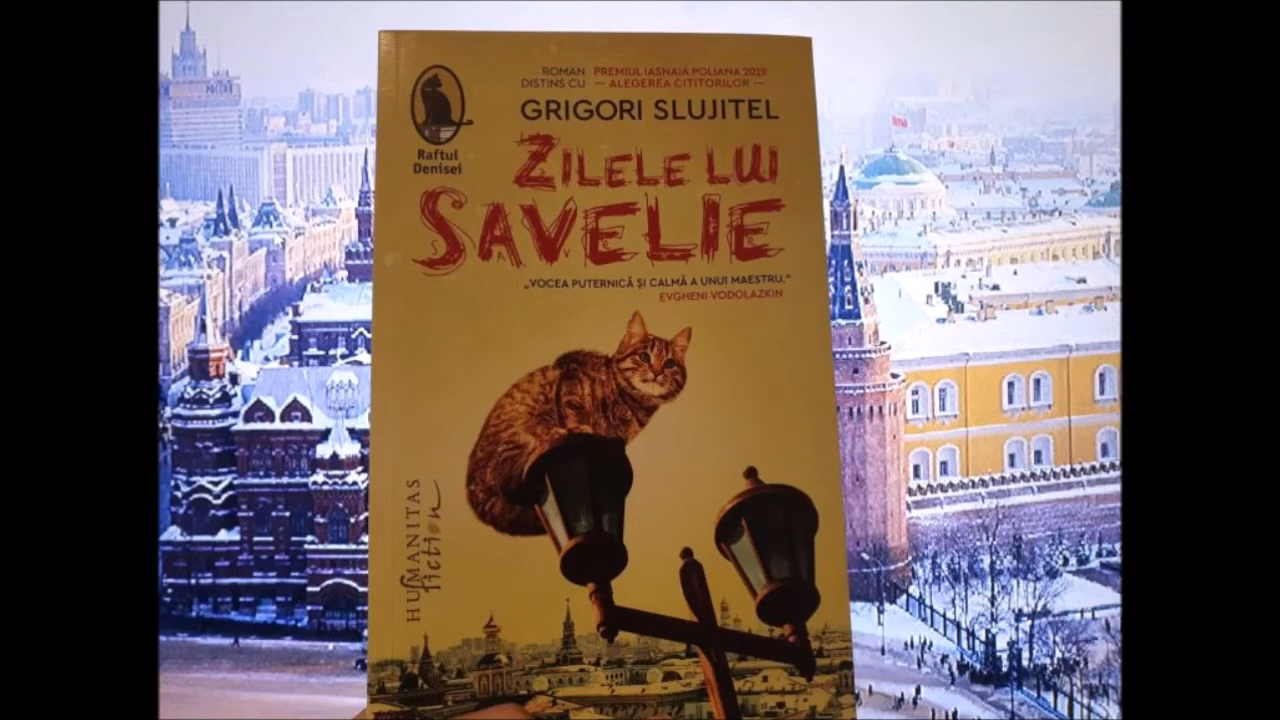 ROMAN
DISTINS CU
PREMIUL IASNAIA POLIANA 2019
— ALEGEREA CITITORILOR —
GRIGORI SLUJITEL
Raftul
Denisei
ZILELE LUI
SAVELIE
„VOCEA PUTERNICĂ ȘI CALMĂ A UNUI MAESTRU.”
EVGHENI VODOLAZKIN
HUMANITAS
fiction